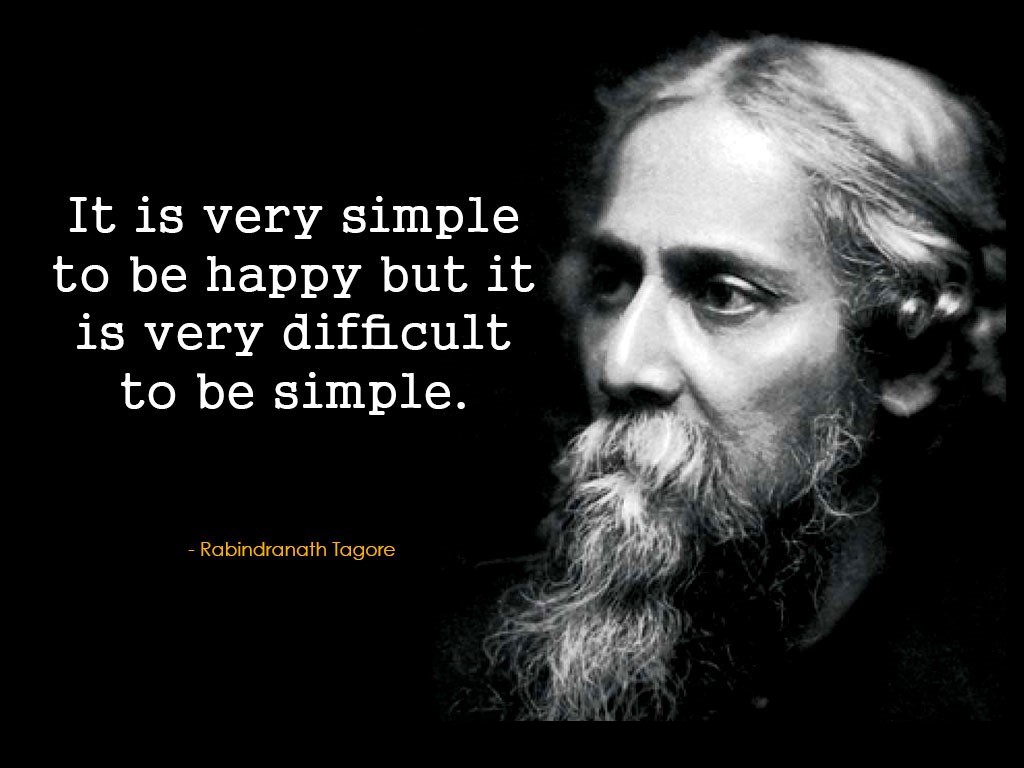 It is very simple
to be happy but it
is very difficult
to be simple.
- Rabindranath Tagore